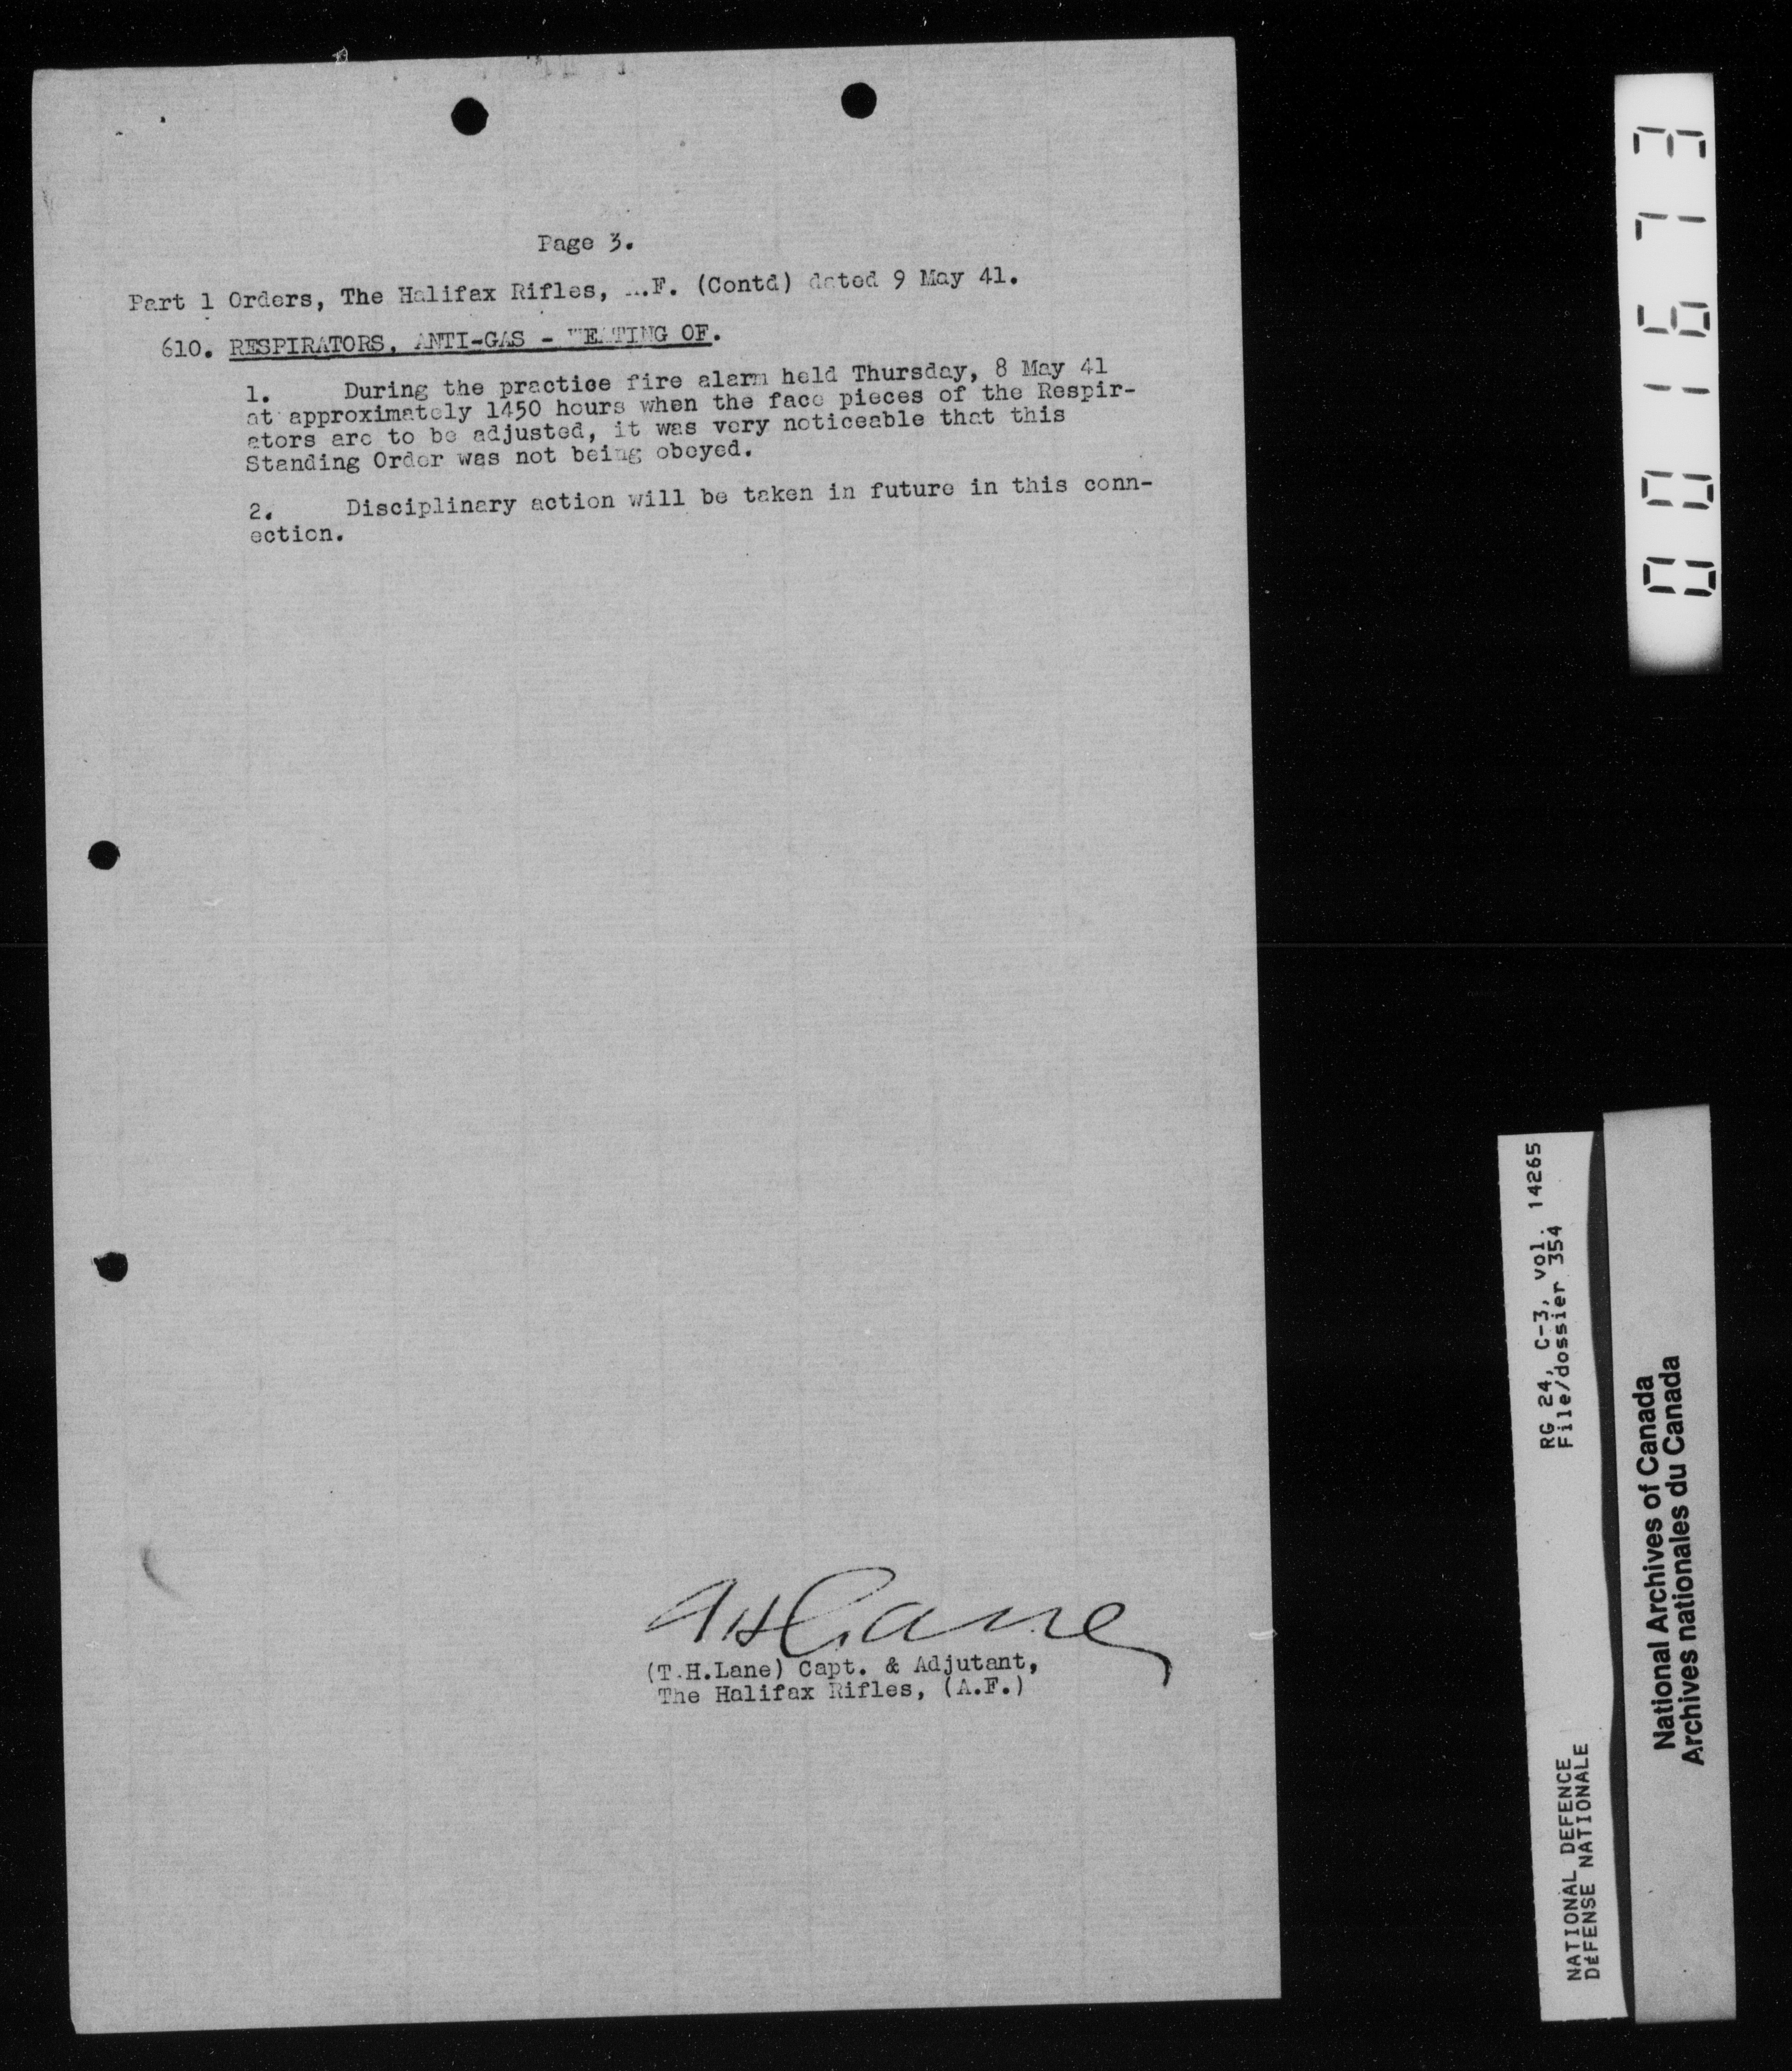 Page 3.
Part 1 Orders, The Halifax Rifles, .F. (Contd) dated 9 May 41.
610. RESPIRATORS, ANTI-GAS - OF.
1. During the practice fire alarm held Thursday, 8 May 41
at approximately 1450 hours when the face pieces of the Respir-
ators are to be adjusted, it was very noticeable that this
Standing Order was not being obeyed.
2. Disciplinary action will be taken in future in this conn-
ection.
T H Lane
(T.H.Lane) Capt. & Adjutant,
The Halifax Rifles, (A.F.)
001673
RG 24, C-3, vol. 14265
File/dossier 354
NATIONAL DEFENCE
DÉFENSE NATIONALE
National Archives of Canada
Archives nationales du Canada